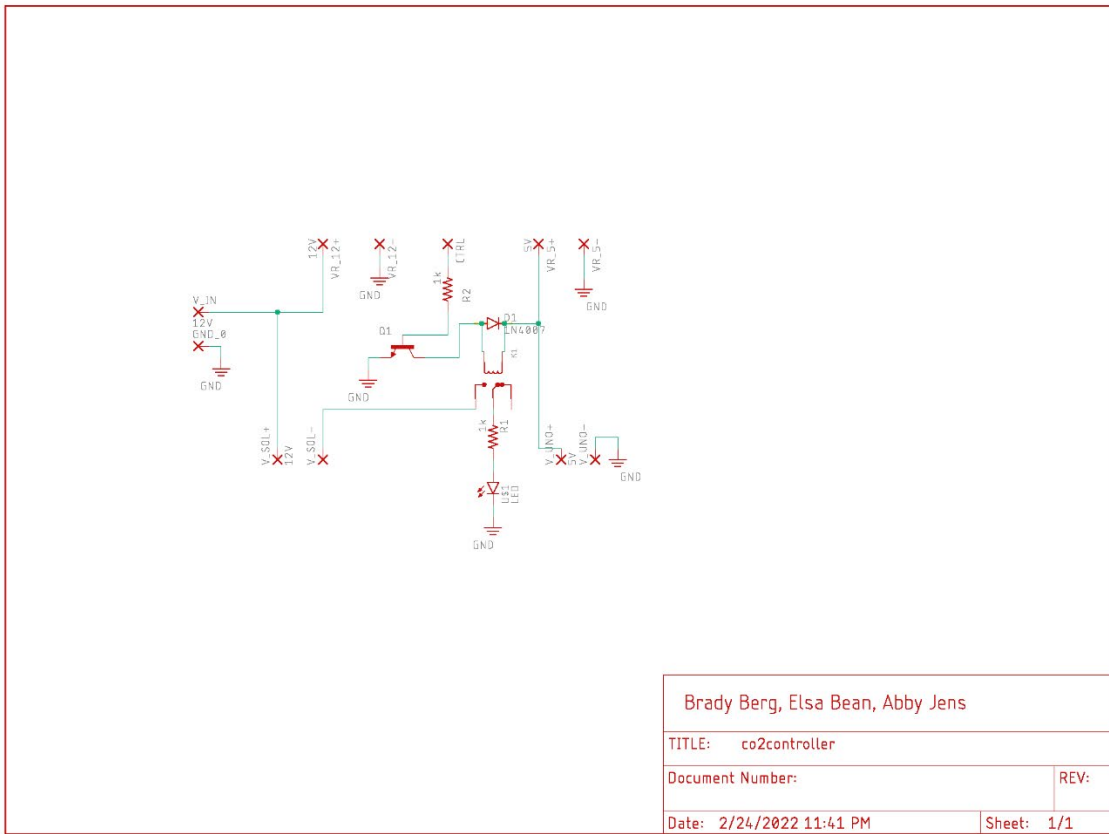 12V
VR_12+
VR_12-
GND
CTRL
1k
R2
5V
VR_5+
VR_5-
GND
V_IN
12V
GND_0
GND
Q1
GND
D1
1N4007
K1
V_SOL+
12V
V_SOL-
1k
R1
V_UNO+
5V
V_UNO-
GND
U$1
LED
GND
Brady Berg, Elsa Bean, Abby Jens
TITLE: co2controller
Document Number:
REV:
Date: 2/24/2022 11:41 PM
Sheet: 1/1